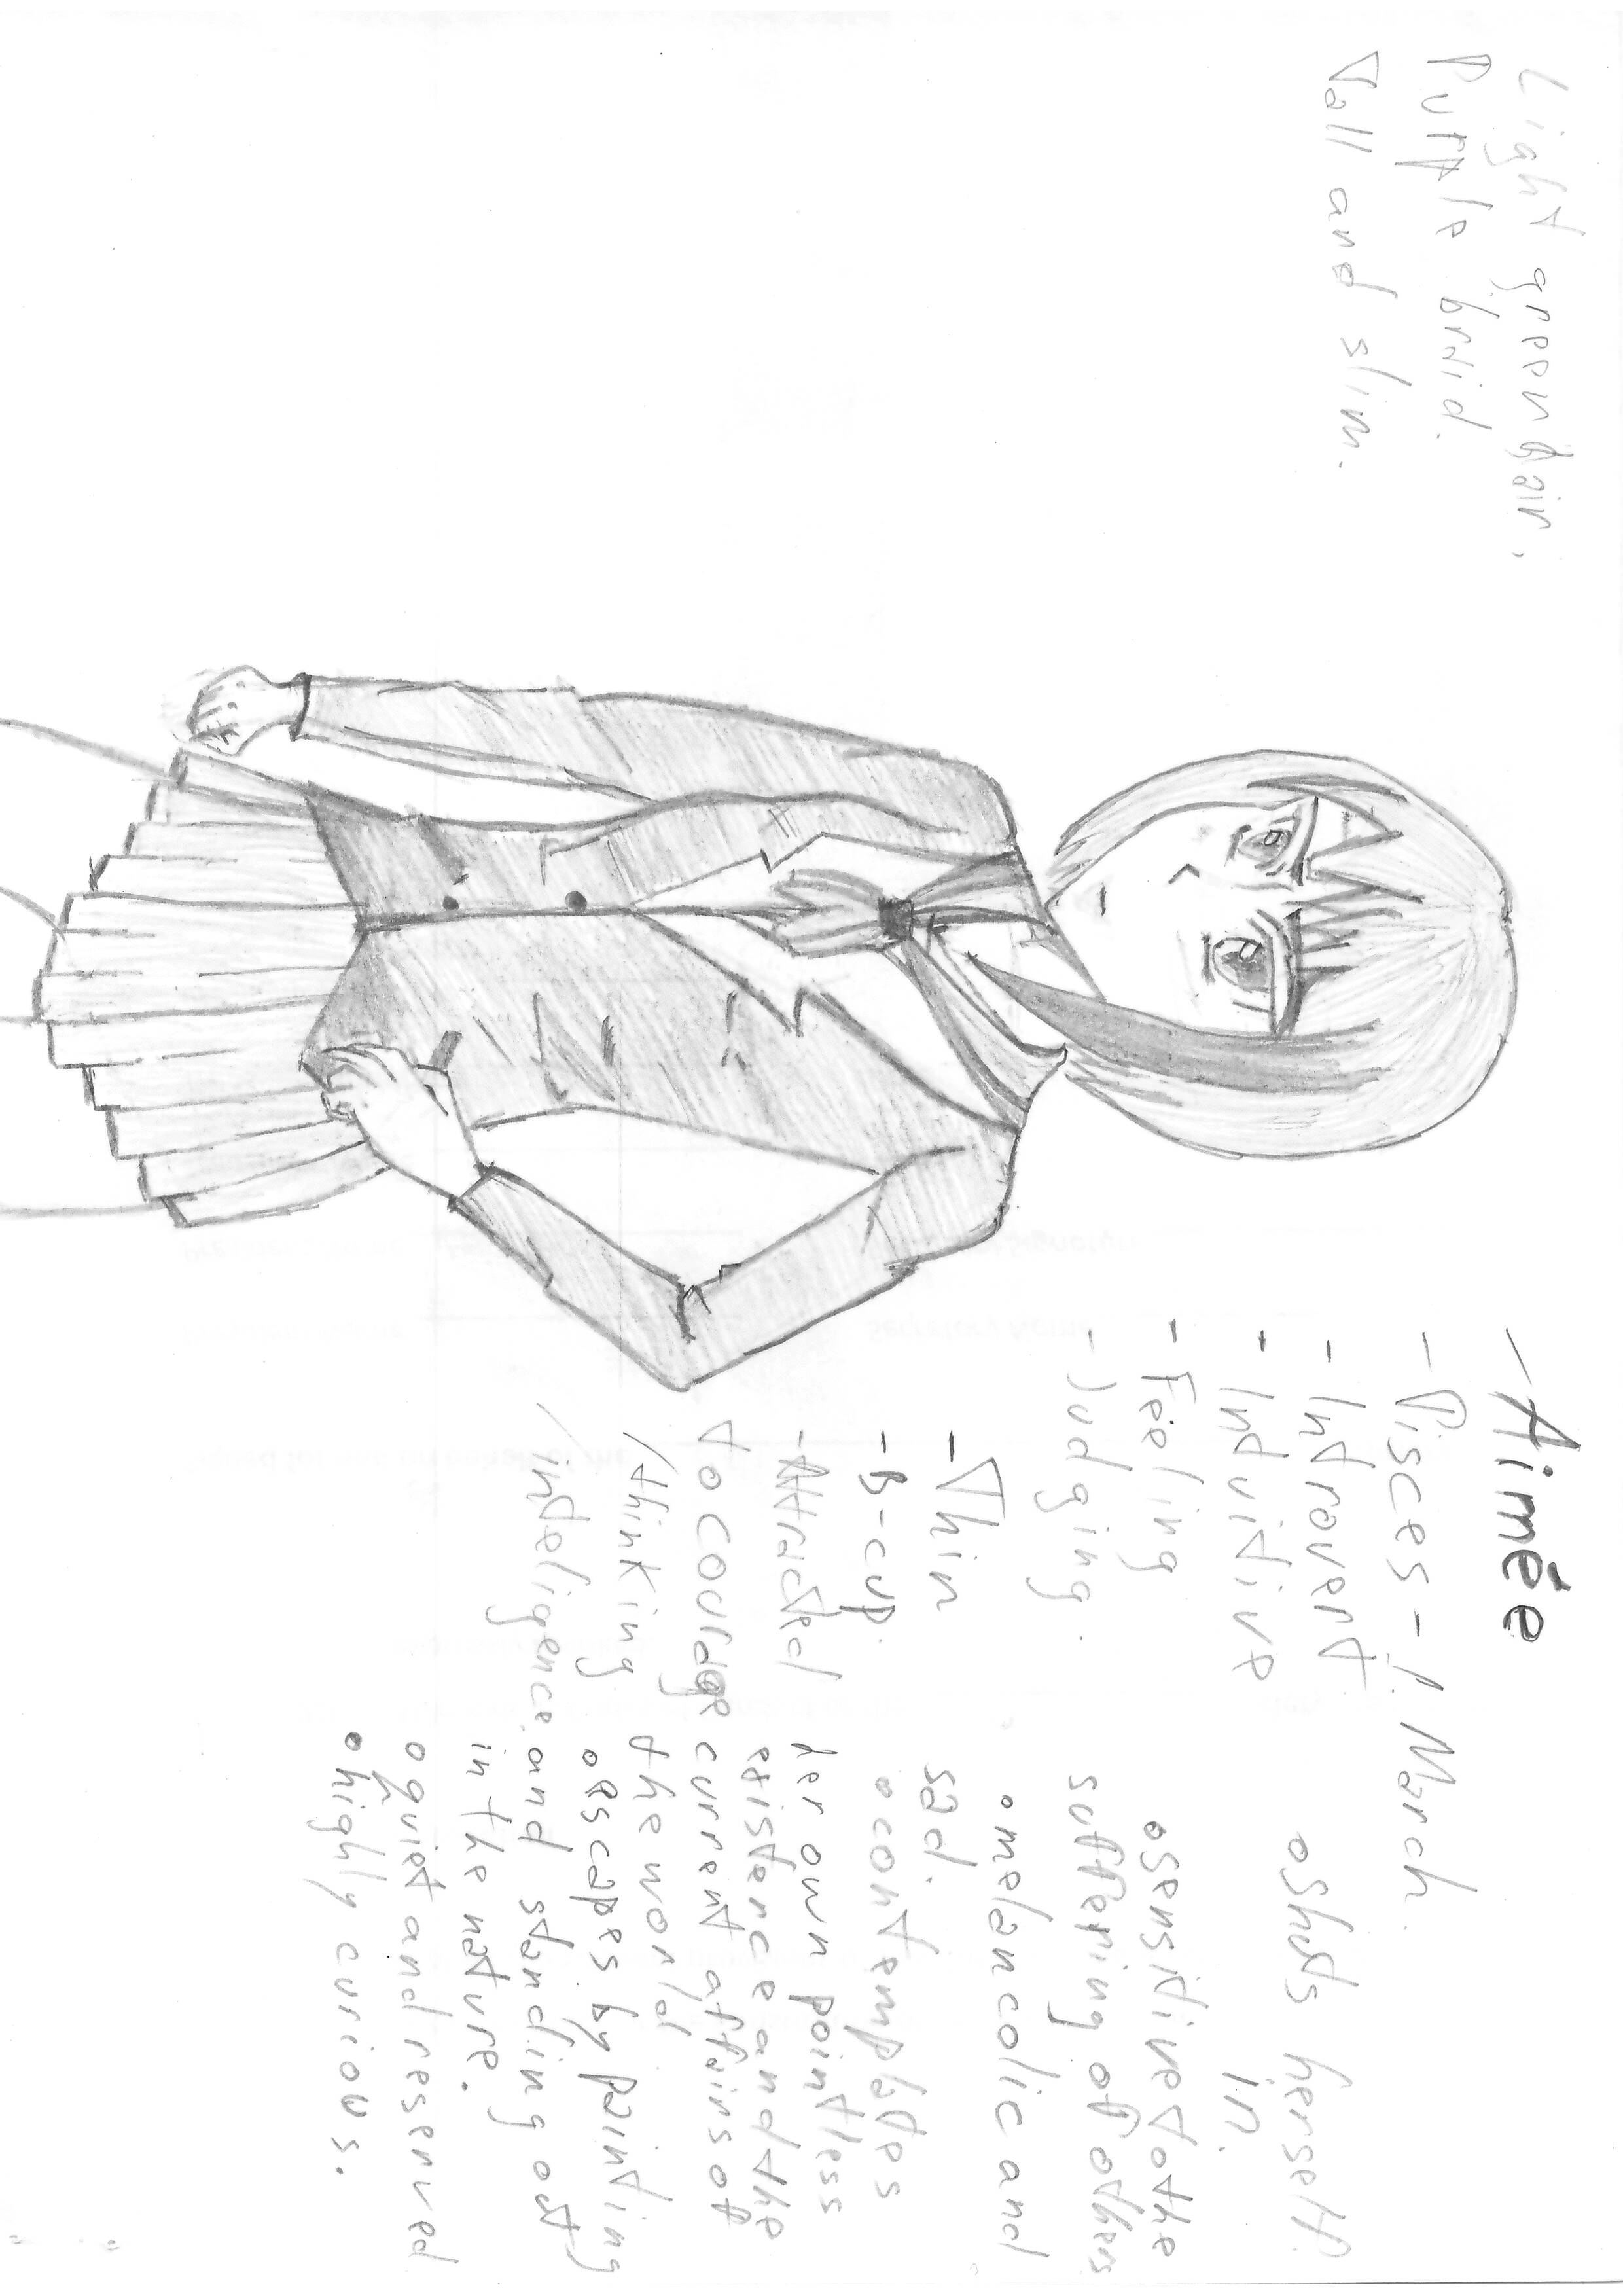 Light green hair.
Purple braid.
Tall and slim.
- Aimée
- Pisces - 1. March.
- Introvert
- Intuitive
- Feeling
- Judging.
- Thin
- B-cup.
- Attracted
to courage
/thinking
/intelligence.
o Shuts herself
in.
o sensitive to the
suffering of others
• melancolic and
sad.
• contemplates
her own pointless
existence and the
current affairs of
the world
• escapes by painting
and standing out
in the nature.
o quiet and reserved
• highly curious.